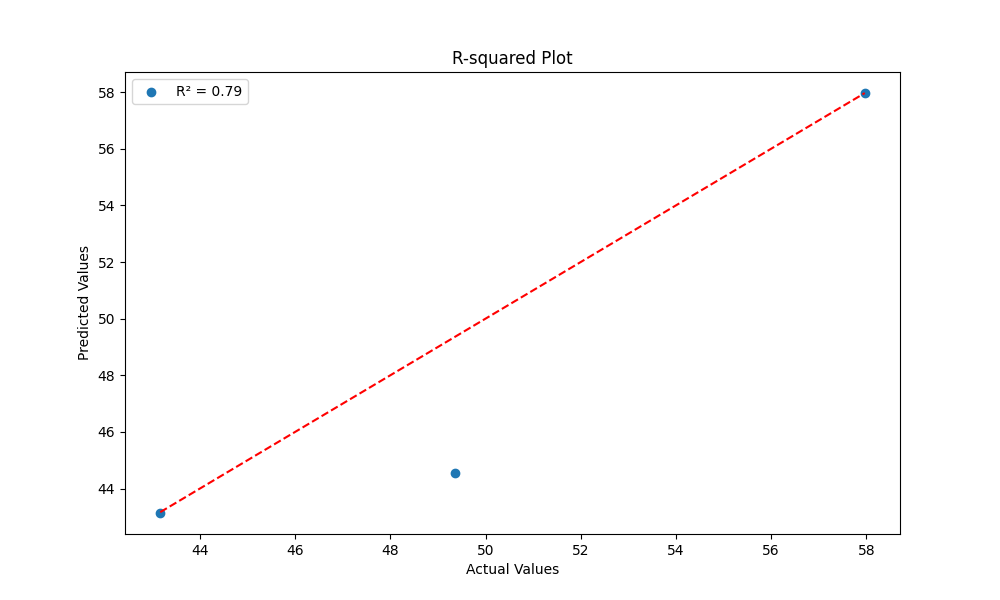 R-squared Plot
R² = 0.79
58
56
54
52
50
48
46
44
Predicted Values
44 46 48 50 52 54 56 58
Actual Values